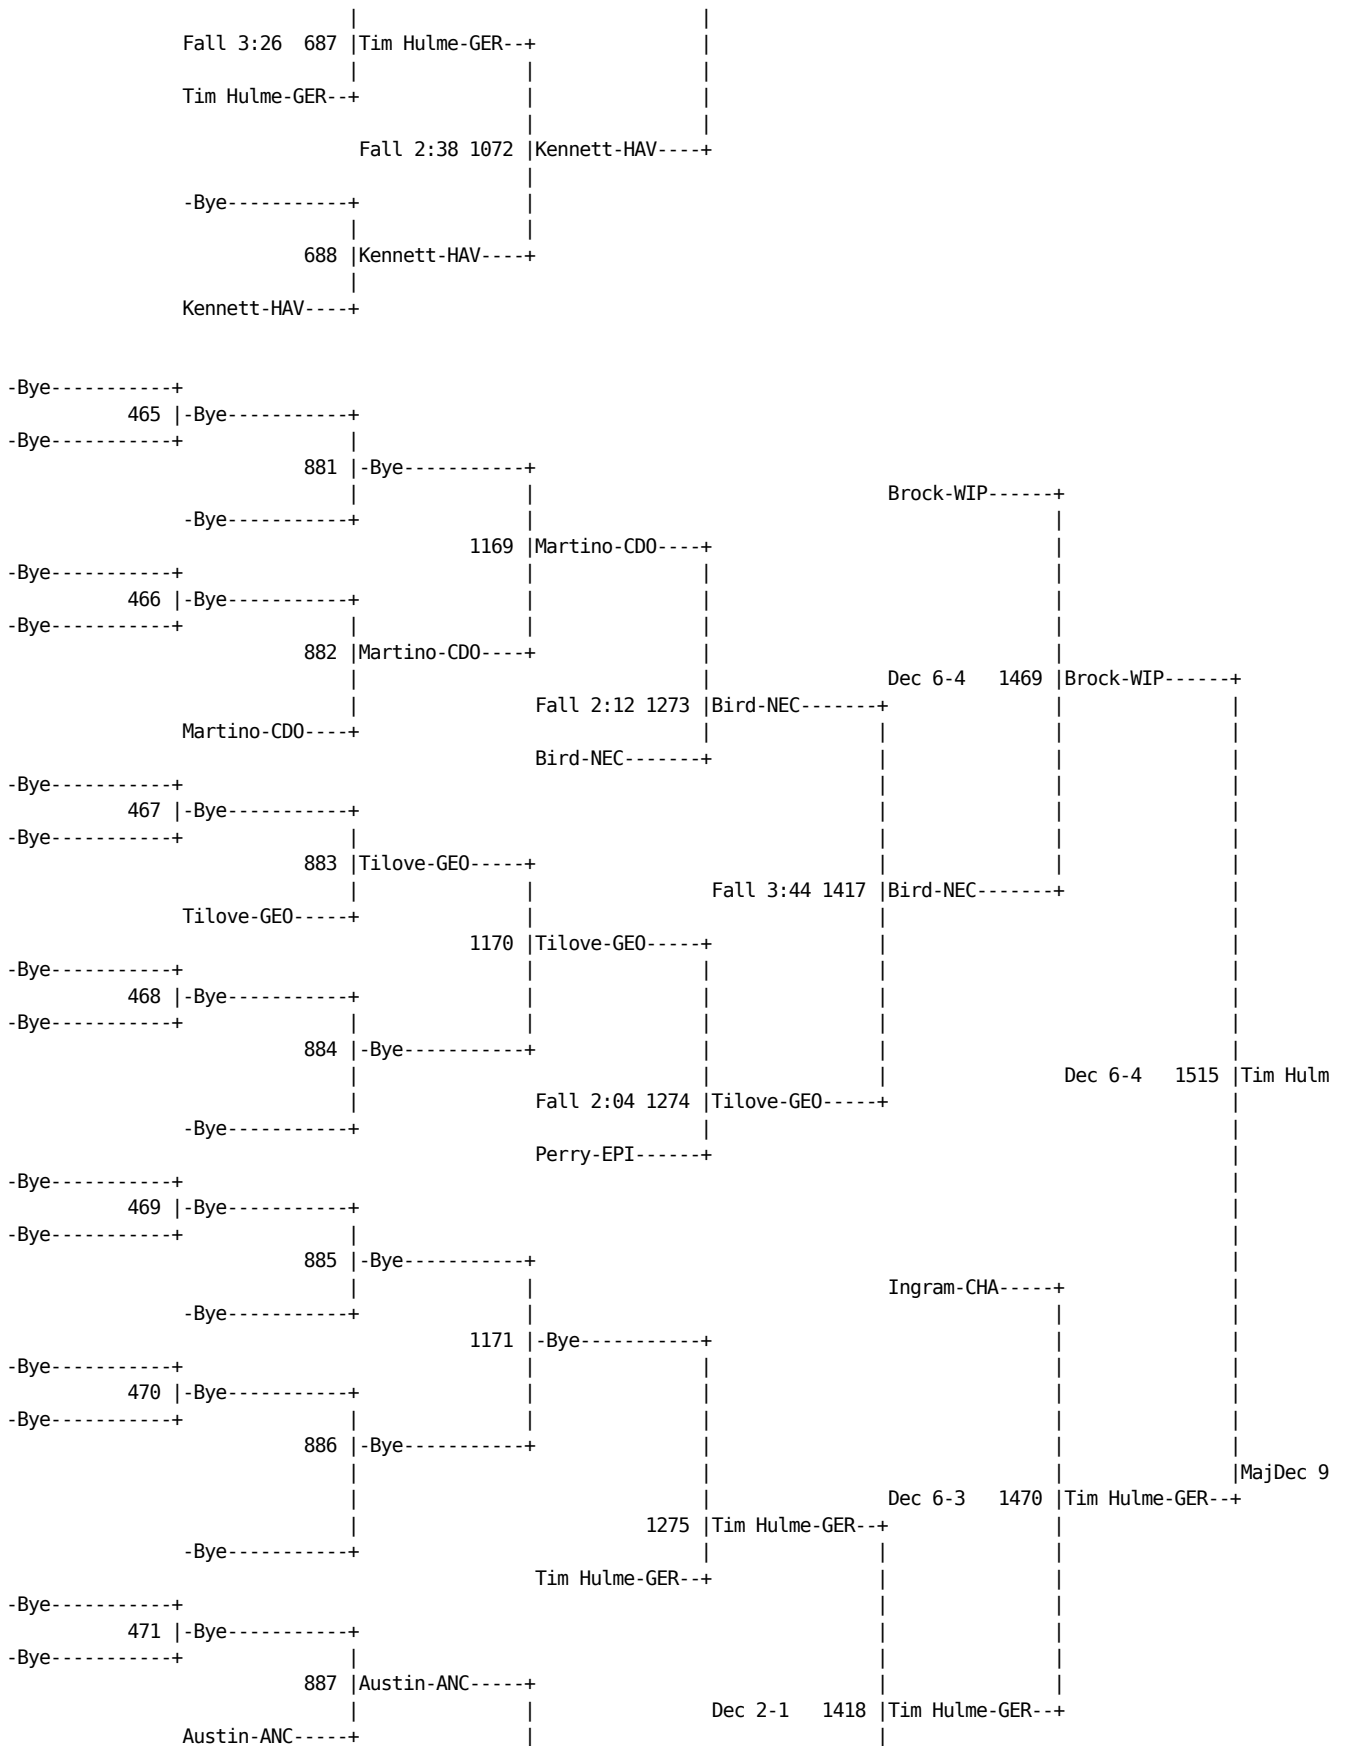 Fall 3:26 687 |Tim Hulme-GER--+
Tim Hulme-GER--+
Fall 2:38 1072 |Kennett-HAV----+
-Bye-----------+
688 |Kennett-HAV----+
Kennett-HAV----+
-Bye-----------+
465 |-Bye-----------+
-Bye-----------+
881 |-Bye-----------+
Brock-WIP------+
-Bye-----------+
1169 |Martino-CDO----+
-Bye-----------+
466 |-Bye-----------+
-Bye-----------+
882 |Martino-CDO----+
Dec 6-4 1469 |Brock-WIP------+
Fall 2:12 1273 |Bird-NEC-------+
Martino-CDO----+
Bird-NEC-------+
-Bye-----------+
467 |-Bye-----------+
-Bye-----------+
883 |Tilove-GEO-----+
Fall 3:44 1417 |Bird-NEC-------+
Tilove-GEO-----+
1170 |Tilove-GEO-----+
-Bye-----------+
468 |-Bye-----------+
-Bye-----------+
884 |-Bye-----------+
Dec 6-4 1515 |Tim Hulm
Fall 2:04 1274 |Tilove-GEO-----+
-Bye-----------+
Perry-EPI------+
-Bye-----------+
469 |-Bye-----------+
-Bye-----------+
885 |-Bye-----------+
Ingram-CHA-----+
-Bye-----------+
1171 |-Bye-----------+
-Bye-----------+
470 |-Bye-----------+
-Bye-----------+
886 |-Bye-----------+
|MajDec 9
Dec 6-3 1470 |Tim Hulme-GER--+
1275 |Tim Hulme-GER--+
-Bye-----------+
Tim Hulme-GER--+
-Bye-----------+
471 |-Bye-----------+
-Bye-----------+
887 |Austin-ANC-----+
Dec 2-1 1418 |Tim Hulme-GER--+
Austin-ANC-----+